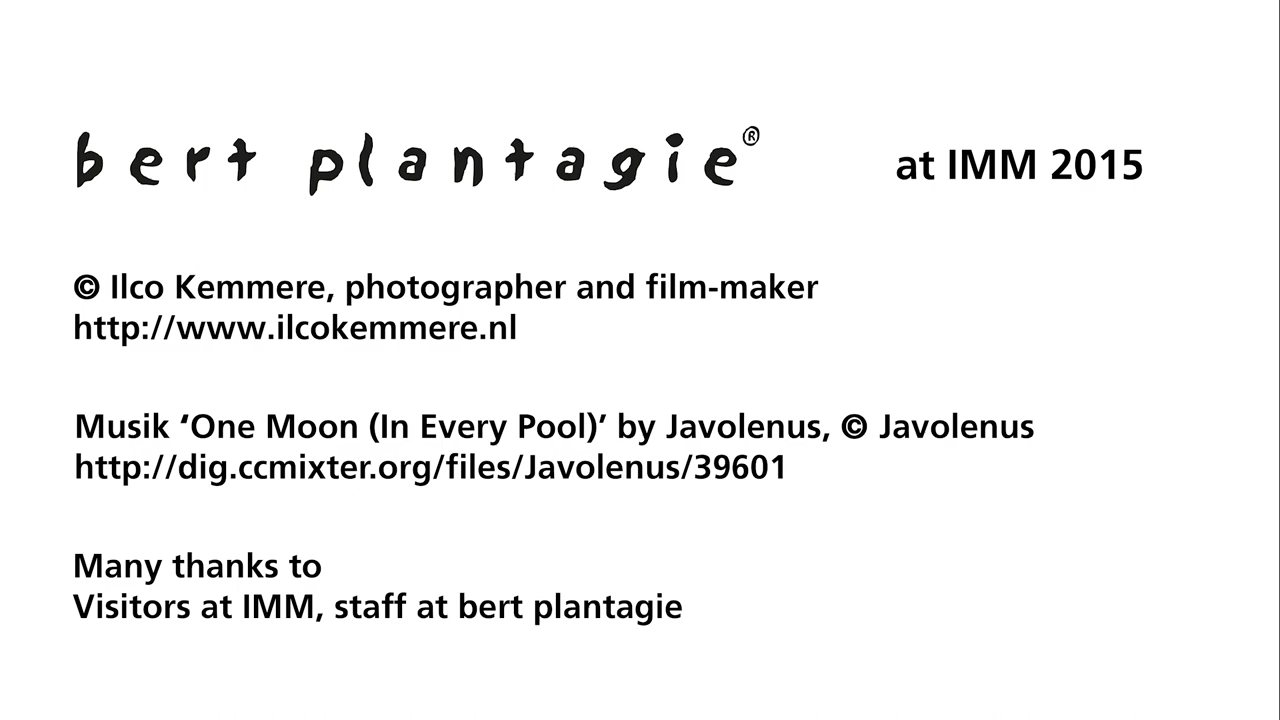 bert plantagie® at IMM 2015
© Ilco Kemmere, photographer and film-maker
http://www.ilcokemmere.nl
Musik ‘One Moon (In Every Pool)’ by Javolenus, © Javolenus
http://dig.ccmixter.org/files/Javolenus/39601
Many thanks to
Visitors at IMM, staff at bert plantagie